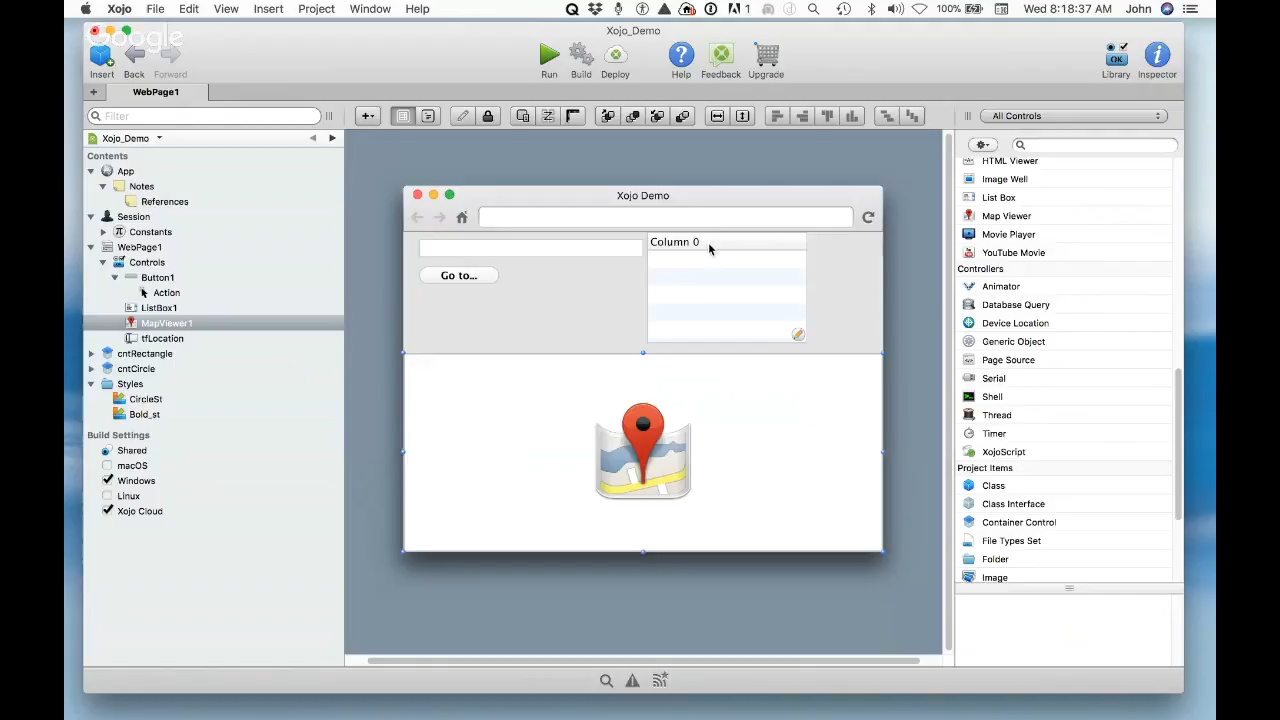 Xojo File Edit View Insert Project Window Help 1 100% Wed 8:18:37 AM John
Google
Xojo_Demo
Insert Back Forward Run Build Deploy Help Feedback Upgrade Library Inspector
OK
WebPage1
Filter
All Controls
Xojo_Demo
Contents
App
Notes
References
Session
Constants
WebPage1
Controls
Button1
Action
ListBox1
MapViewer1
tfLocation
cntRectangle
cntCircle
Styles
CircleSt
Bold_st
Build Settings
Shared
macOS
Windows
Linux
Xojo Cloud
Xojo Demo
Column 0
Go to...
HTML Viewer
Image Well
List Box
Map Viewer
Movie Player
YouTube Movie
Controllers
Animator
Database Query
Device Location
Generic Object
Page Source
Serial
Shell
Thread
Timer
XojoScript
Project Items
Class
Class Interface
Container Control
File Types Set
Folder
Image